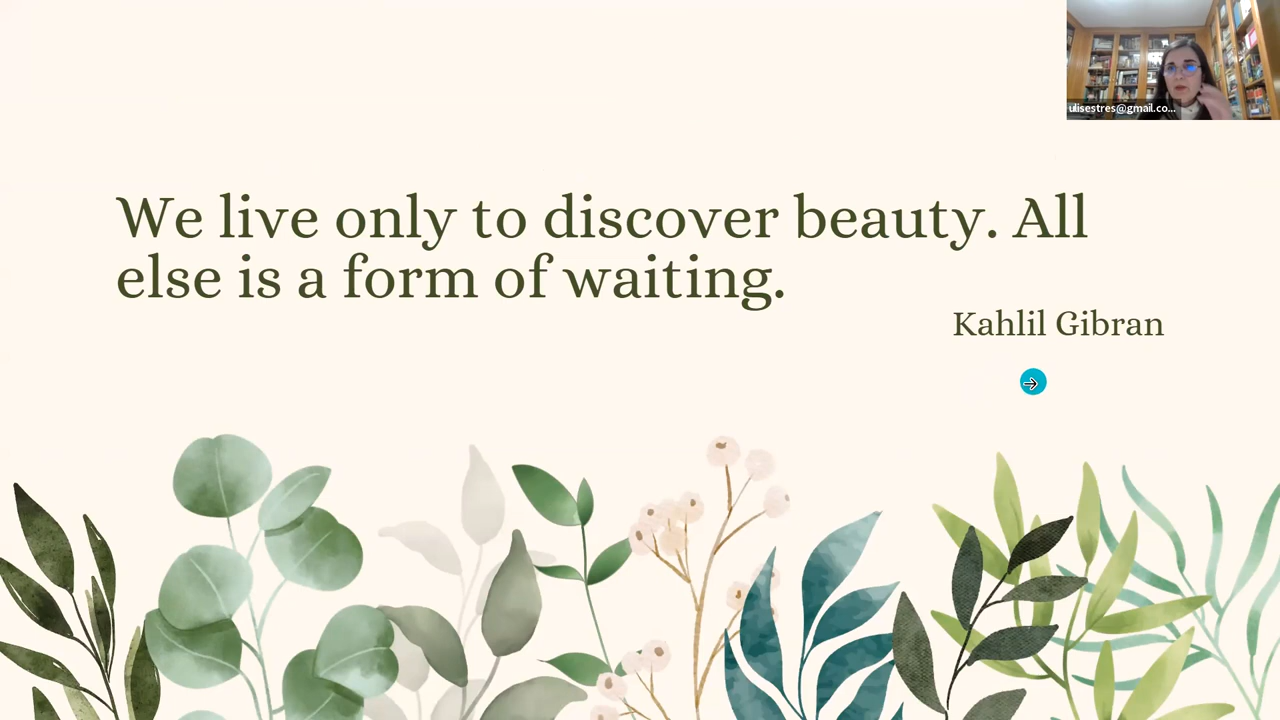 ulisestres@gmail.co...
We live only to discover beauty. All
else is a form of waiting.
Kahlil Gibran